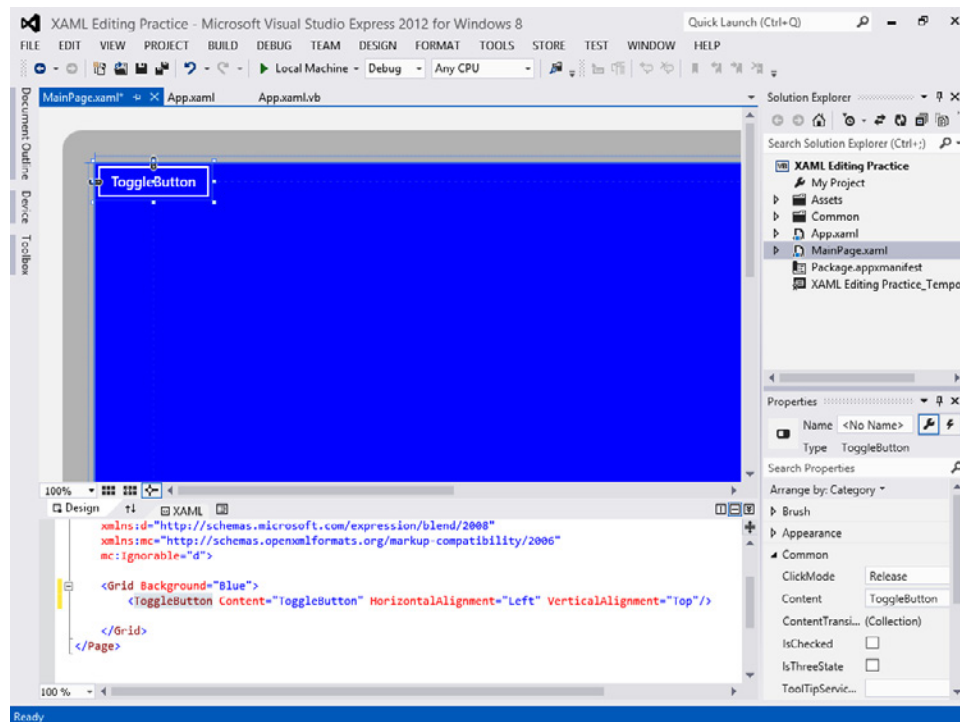 XAML Editing Practice - Microsoft Visual Studio Express 2012 for Windows 8
Quick Launch (Ctrl+Q)
FILE EDIT VIEW PROJECT BUILD DEBUG TEAM DESIGN FORMAT TOOLS STORE TEST WINDOW HELP
Local Machine Debug Any CPU
Document Outline
Device
Toolbox
MainPage.xaml* App.xaml App.xaml.vb
ToggleButton
100%
Design XAML
xmlns:d="http://schemas.microsoft.com/expression/blend/2008"
xmlns:mc="http://schemas.openxmlformats.org/markup-compatibility/2006"
mc:Ignorable="d">
<Grid Background="Blue">
<ToggleButton Content="ToggleButton" HorizontalAlignment="Left" VerticalAlignment="Top"/>
</Grid>
</Page>
100 %
Solution Explorer
Search Solution Explorer (Ctrl+;)
VB XAML Editing Practice
My Project
Assets
Common
App.xaml
MainPage.xaml
Package.appxmanifest
XAML Editing Practice_Tempo
Properties
Name <No Name>
Type ToggleButton
Search Properties
Arrange by: Category
Brush
Appearance
Common
ClickMode Release
Content ToggleButton
ContentTransi... (Collection)
IsChecked
IsThreeState
ToolTipServic...
Ready